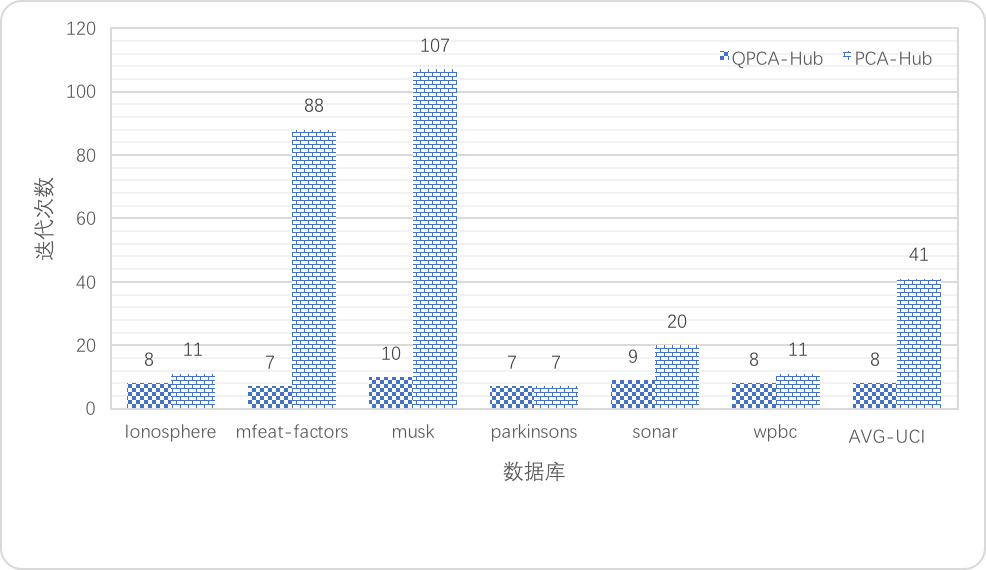 120
QPCA-Hub PCA-Hub
107
100
88
80
60
迭代次数
41
40
20
20
8 11 7 10 7 7 9 8 11 8
0
Ionosphere mfeat-factors musk parkinsons sonar wpbc AVG-UCI
数据库